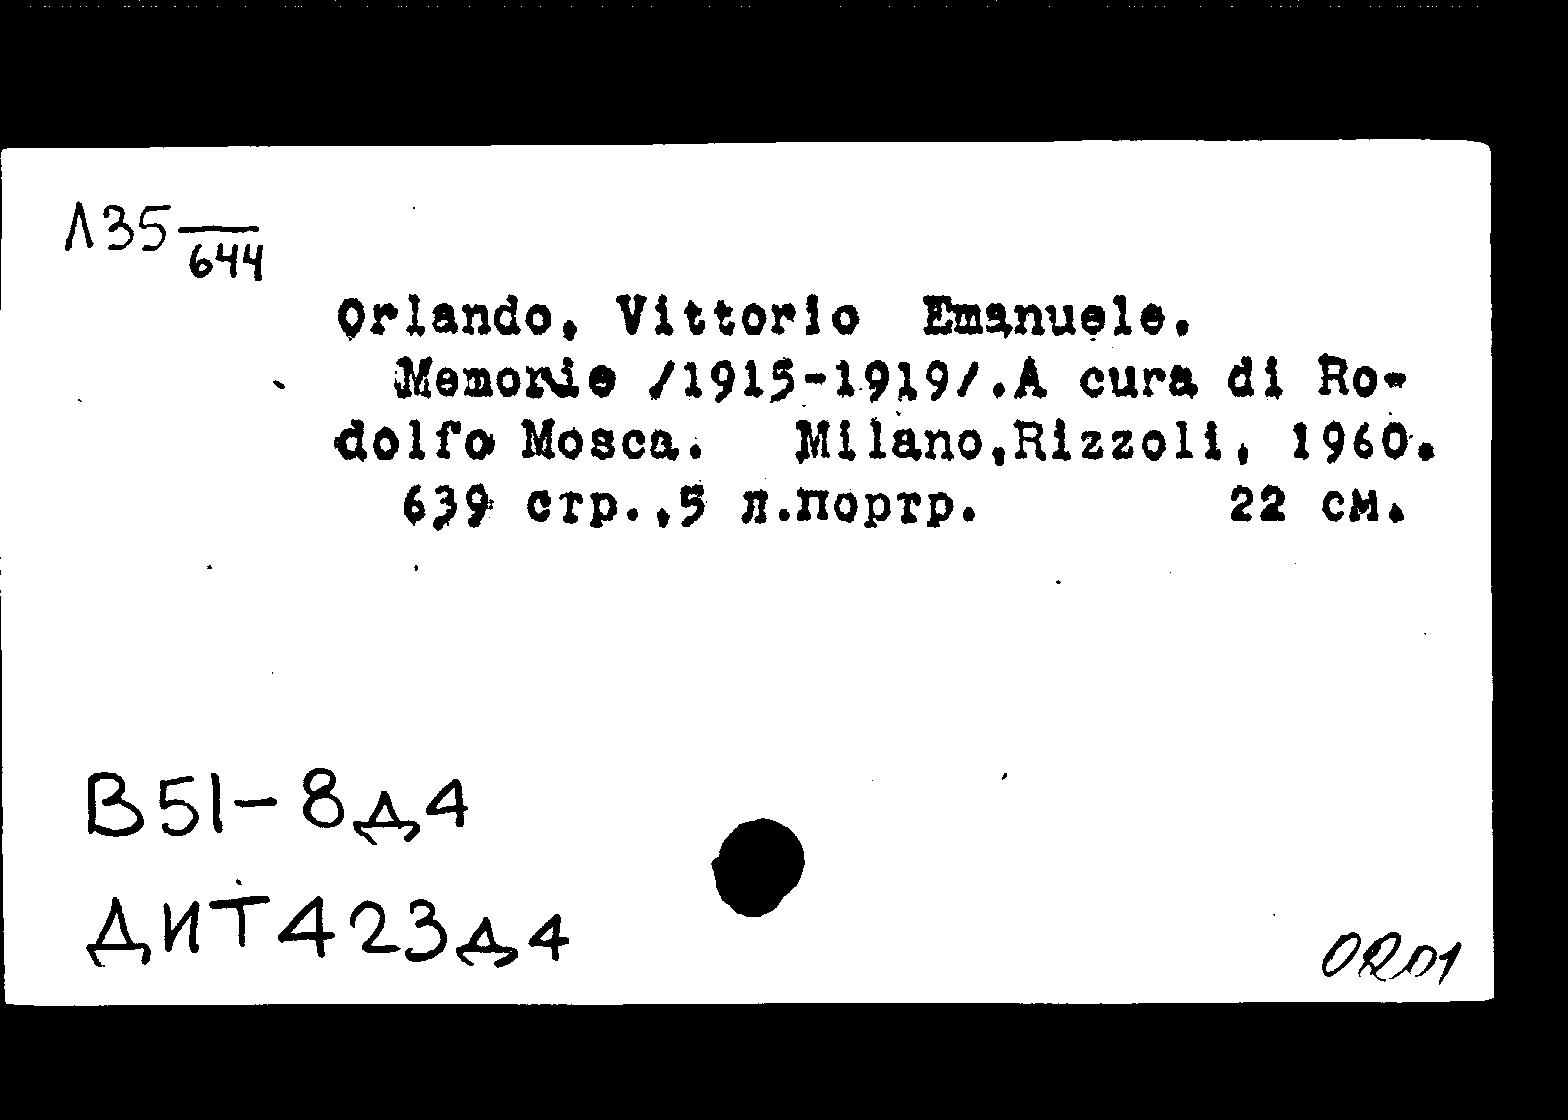 Л35
644
Orlando, Vittorio Emanuele.
Memorie /1915-1919/.A cura di Ro-
dolfo Mosca. Milano,Rizzoli, 1960.
639 стр.,5 л.портр. 22 см.
В51-8д4
ДИТ423д4